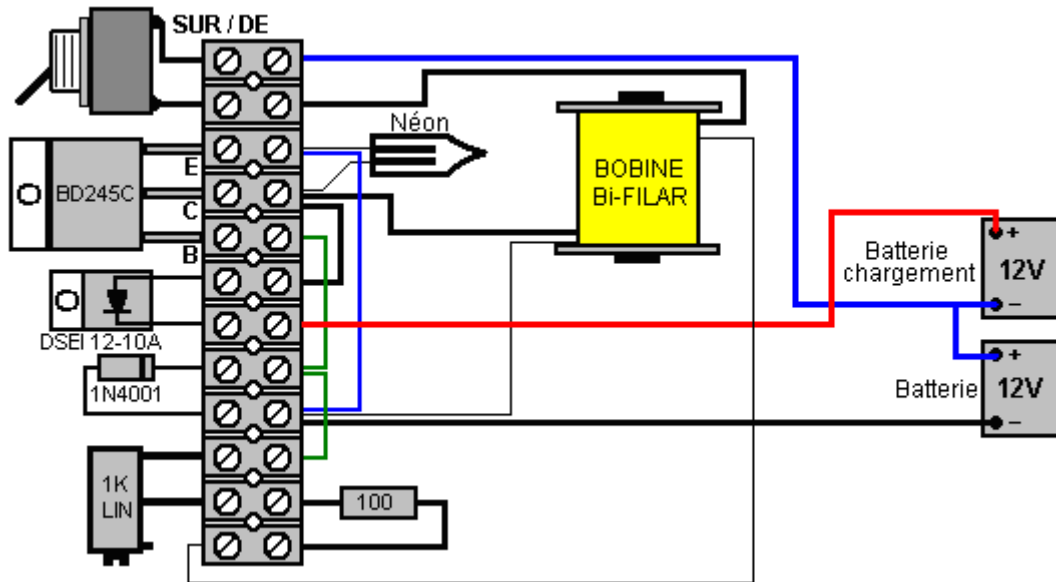 SUR / DE
Néon
E
BD245C
C
B
BOBINE
Bi-FILAR
Batterie
chargement
+
12V
–
DSEI 12-10A
1N4001
Batterie
+
12V
–
1K
LIN
100